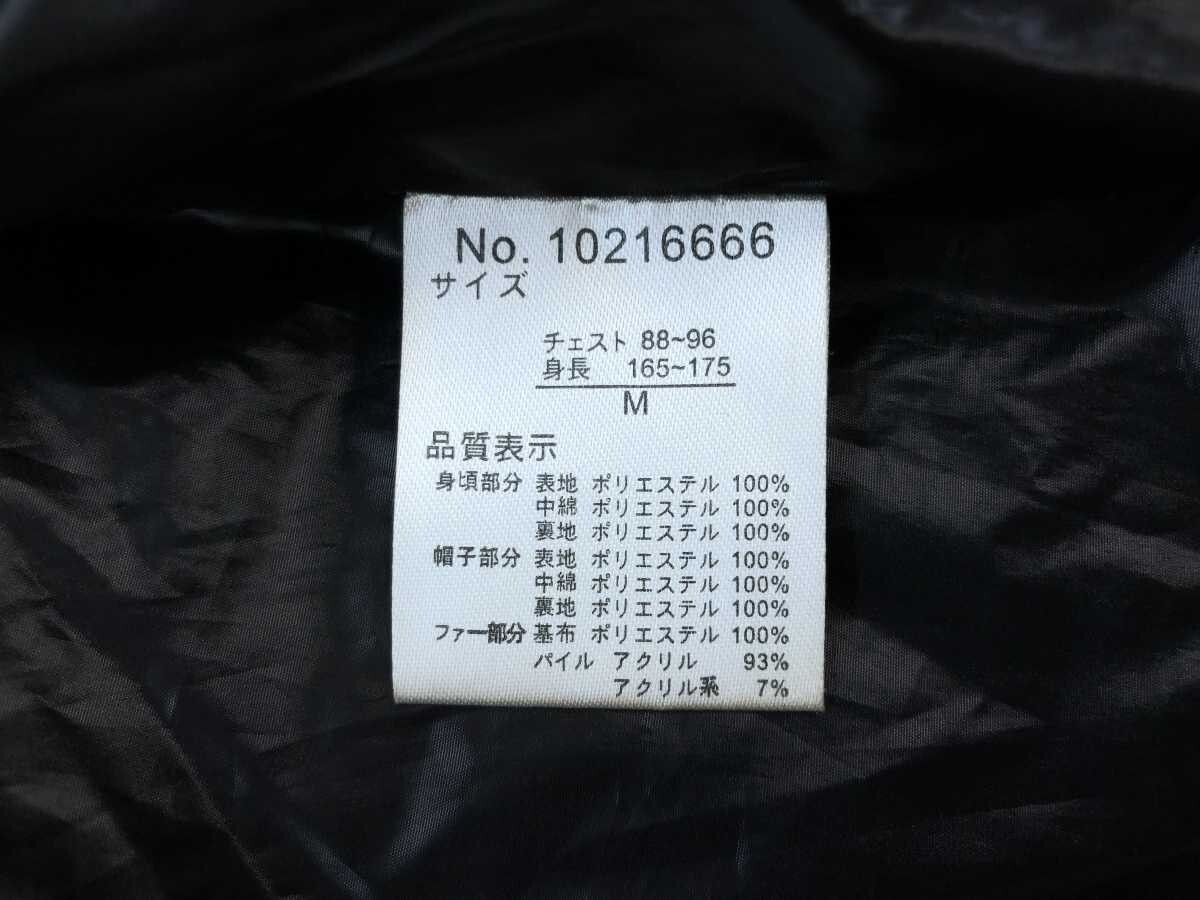 No. 10216666
サイズ
チェスト 88~96
身長 165~175
M
品質表示
身頃部分 表地 ポリエステル 100%
中綿 ポリエステル 100%
裏地 ポリエステル 100%
帽子部分 表地 ポリエステル 100%
中綿 ポリエステル 100%
裏地 ポリエステル 100%
ファー部分 基布 ポリエステル 100%
パイル アクリル 93%
アクリル系 7%